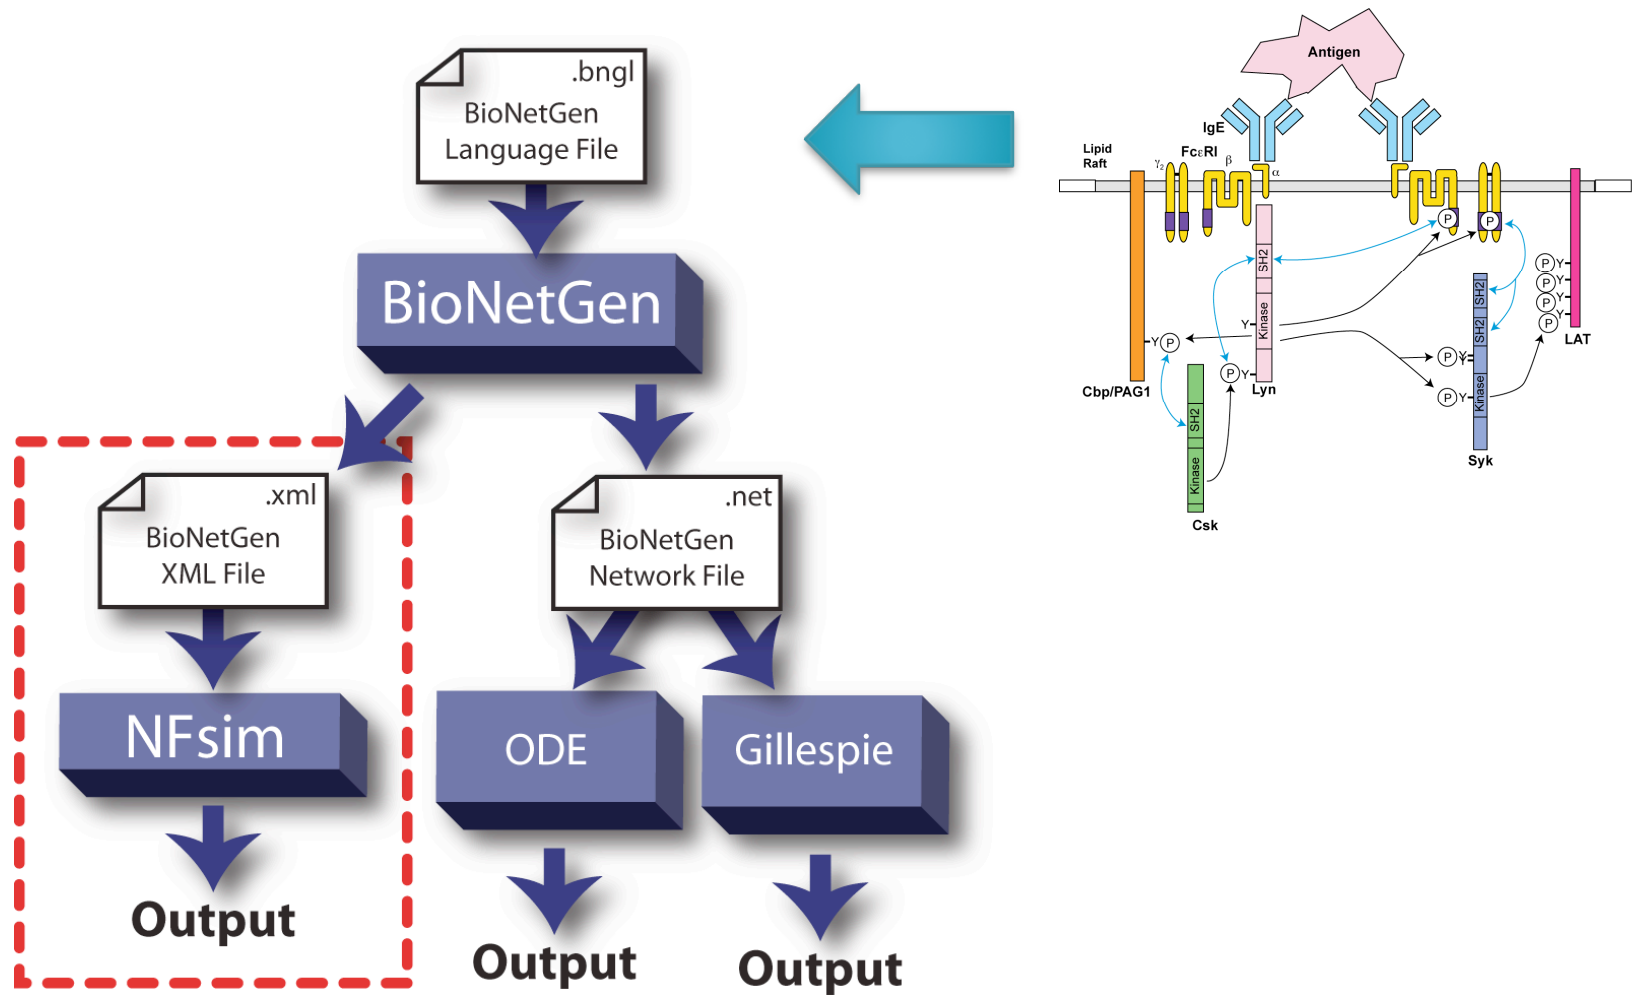 .bngl
BioNetGen
Language File
BioNetGen
.xml
BioNetGen
XML File
.net
BioNetGen
Network File
NFsim
ODE
Gillespie
Output
Output
Output
Antigen
IgE
Lipid
Raft
FcεRI
γ2
β
α
P
P
SH2
Kinase
Y
Y
P
Lyn
Y
P
Cbp/PAG1
SH2
Kinase
Csk
SH2
SH2
Kinase
P
Y
Y
P
Y
Syk
P
Y
P
Y
P
Y
P
Y
LAT